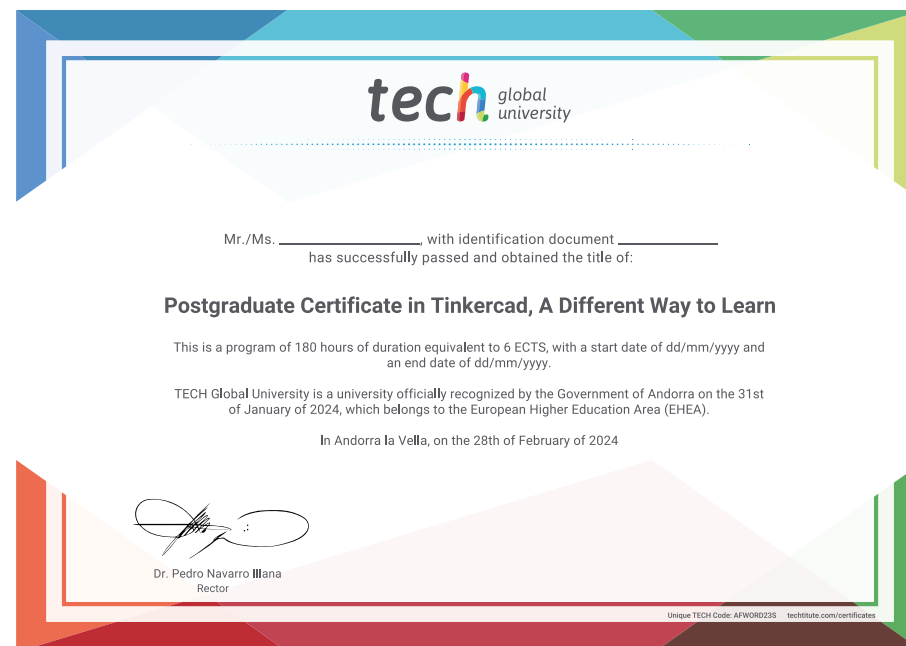 tech global university
Mr./Ms. ____________, with identification document ____________
has successfully passed and obtained the title of:
Postgraduate Certificate in Tinkercad, A Different Way to Learn
This is a program of 180 hours of duration equivalent to 6 ECTS, with a start date of dd/mm/yyyy and
an end date of dd/mm/yyyy.
TECH Global University is a university officially recognized by the Government of Andorra on the 31st
of January of 2024, which belongs to the European Higher Education Area (EHEA).
In Andorra la Vella, on the 28th of February of 2024
Dr. Pedro Navarro Illana
Rector
Unique TECH Code: AFWORD23S techtitute.com/certificates